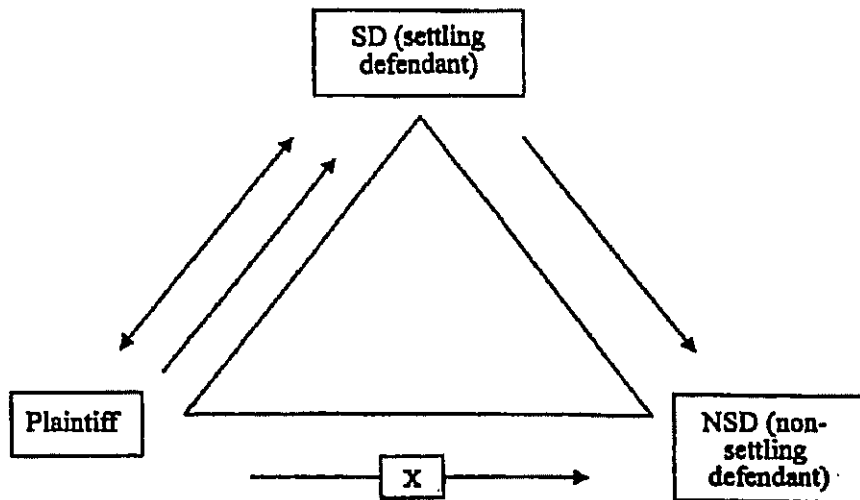 SD (settling
defendant)
Plaintiff
NSD (non-
settling
defendant)
X